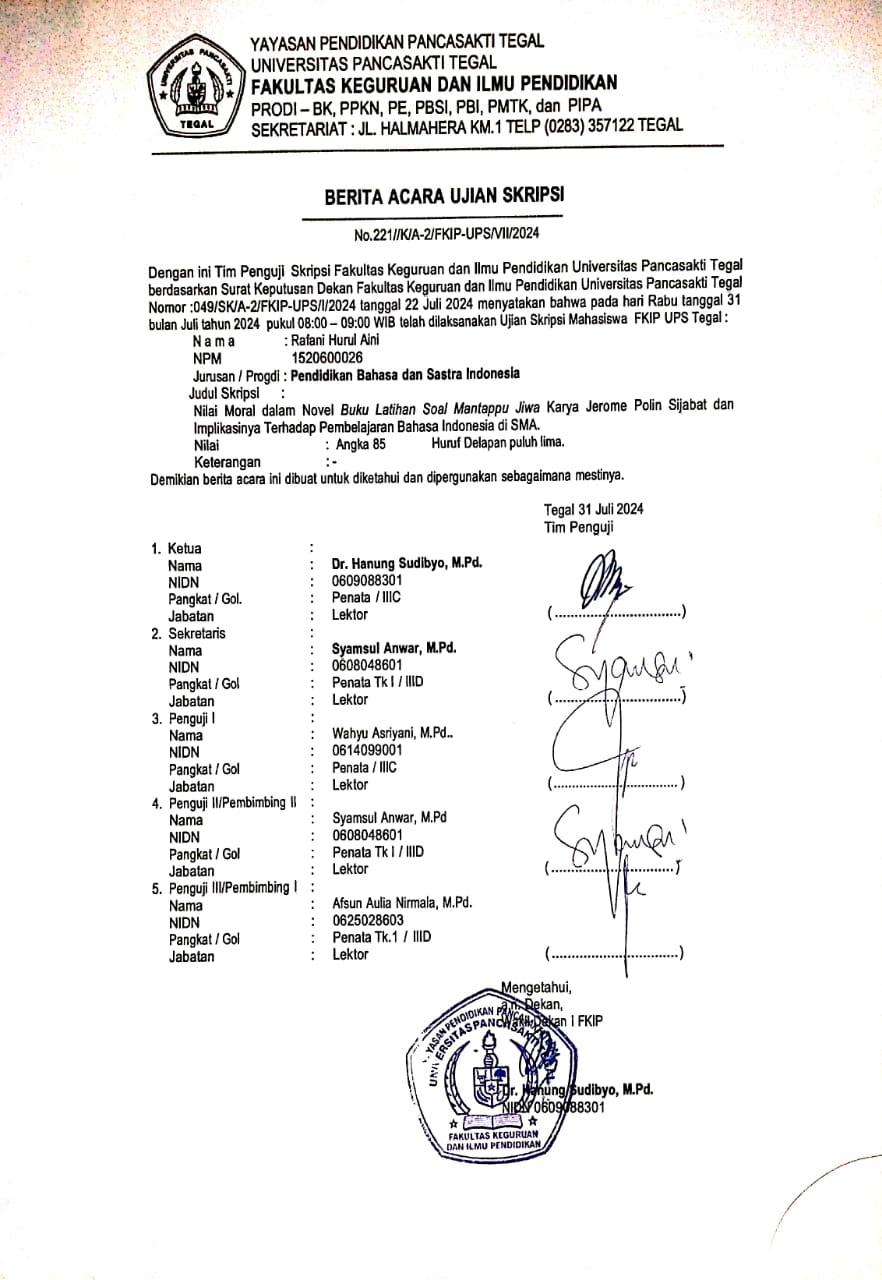 UNIVERSITAS PANCASAKTI
TEGAL
YAYASAN PENDIDIKAN PANCASAKTI TEGAL
UNIVERSITAS PANCASAKTI TEGAL
FAKULTAS KEGURUAN DAN ILMU PENDIDIKAN
PRODI – BK, PPKN, PE, PBSI, PBI, PMTK, dan PIPA
SEKRETARIAT : JL. HALMAHERA KM.1 TELP (0283) 357122 TEGAL
BERITA ACARA UJIAN SKRIPSI
No.221//K/A-2/FKIP-UPS/VII/2024
Dengan ini Tim Penguji Skripsi Fakultas Keguruan dan Ilmu Pendidikan Universitas Pancasakti Tegal
berdasarkan Surat Keputusan Dekan Fakultas Keguruan dan Ilmu Pendidikan Universitas Pancasakti Tegal
Nomor :049/SK/A-2/FKIP-UPS/I/2024 tanggal 22 Juli 2024 menyatakan bahwa pada hari Rabu tanggal 31
bulan Juli tahun 2024 pukul 08:00 – 09:00 WIB telah dilaksanakan Ujian Skripsi Mahasiswa FKIP UPS Tegal :
N a m a : Rafani Hurul Aini
NPM 1520600026
Jurusan / Progdi : Pendidikan Bahasa dan Sastra Indonesia
Judul Skripsi :
Nilai Moral dalam Novel Buku Latihan Soal Mantappu Jiwa Karya Jerome Polin Sijabat dan
Implikasinya Terhadap Pembelajaran Bahasa Indonesia di SMA.
Nilai : Angka 85 Huruf Delapan puluh lima.
Keterangan :-
Demikian berita acara ini dibuat untuk diketahui dan dipergunakan sebagaimana mestinya.
Tegal 31 Juli 2024
Tim Penguji
1. Ketua :
Nama : Dr. Hanung Sudibyo, M.Pd.
NIDN : 0609088301
Pangkat / Gol. : Penata / IIIC
Jabatan : Lektor (................................)
2. Sekretaris :
Nama : Syamsul Anwar, M.Pd.
NIDN : 0608048601
Pangkat / Gol : Penata Tk I / IIID
Jabatan : Lektor (................................)
3. Penguji I :
Nama : Wahyu Asriyani, M.Pd..
NIDN : 0614099001
Pangkat / Gol : Penata / IIIC
Jabatan : Lektor (................................)
4. Penguji II/Pembimbing II :
Nama : Syamsul Anwar, M.Pd
NIDN : 0608048601
Pangkat / Gol : Penata Tk I / IIID
Jabatan : Lektor (................................)
5. Penguji III/Pembimbing I :
Nama : Afsun Aulia Nirmala, M.Pd.
NIDN : 0625028603
Pangkat / Gol : Penata Tk.1 / IIID
Jabatan : Lektor (................................)
Mengetahui,
a.n. Dekan,
Wakil Dekan I FKIP
Dr. Hanung Sudibyo, M.Pd.
NIDN 0609088301
YAYASAN PENDIDIKAN PANCASAKTI
UNIVERSITAS PANCASAKTI TEGAL
FAKULTAS KEGURUAN
DAN ILMU PENDIDIKAN